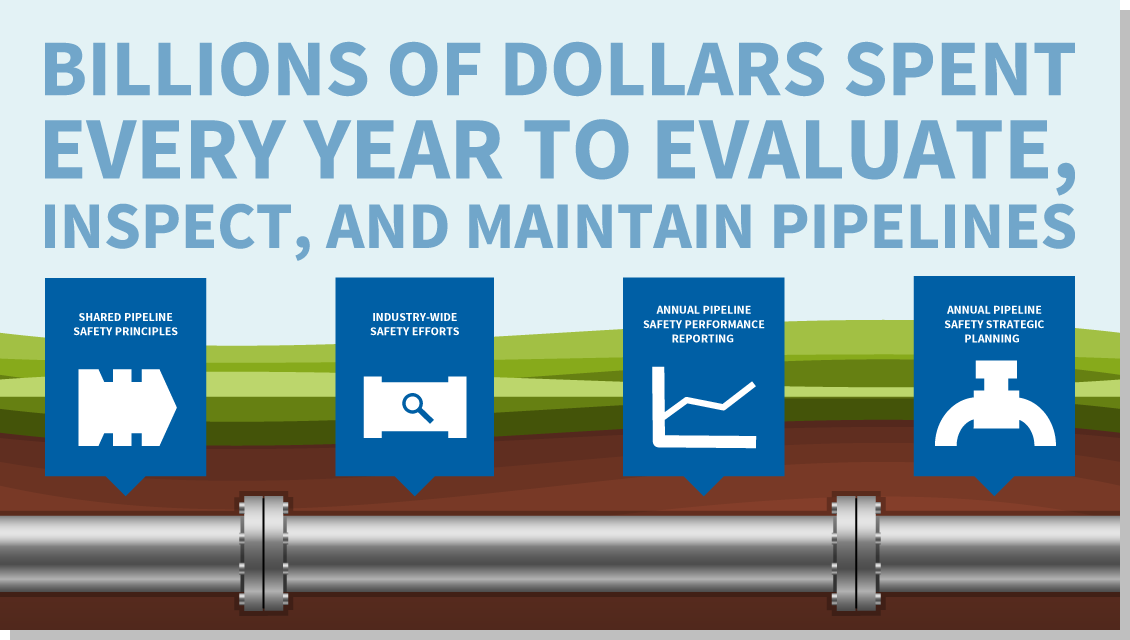 BILLIONS OF DOLLARS SPENT
EVERY YEAR TO EVALUATE,
INSPECT, AND MAINTAIN PIPELINES
SHARED PIPELINE
SAFETY PRINCIPLES
INDUSTRY-WIDE
SAFETY EFFORTS
ANNUAL PIPELINE
SAFETY PERFORMANCE
REPORTING
ANNUAL PIPELINE
SAFETY STRATEGIC
PLANNING